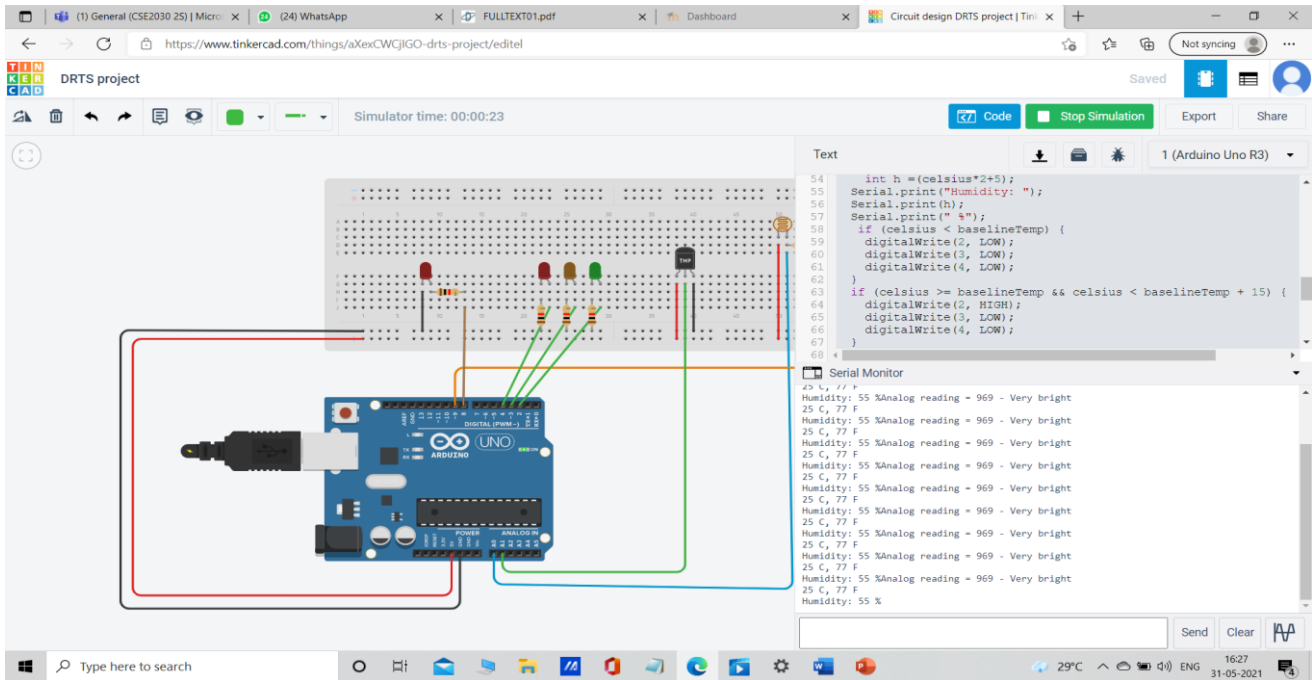 (1) General (CSE2030 2S) | Micro
(24) WhatsApp
FULLTEXT01.pdf
Dashboard
Circuit design DRTS project | Tin
https://www.tinkercad.com/things/aXexCWCjlGO-drts-project/editel
Not syncing
TIN
KER
CAD
DRTS project
Saved
Simulator time: 00:00:23
Code
Stop Simulation
Export
Share
Text
1 (Arduino Uno R3)
54 int h =(celsius*2+5);
55 Serial.print("Humidity: ");
56 Serial.print(h);
57 Serial.print(" %");
58 if (celsius < baselineTemp) {
59 digitalWrite(2, LOW);
60 digitalWrite(3, LOW);
61 digitalWrite(4, LOW);
62 }
63 if (celsius >= baselineTemp && celsius < baselineTemp + 15) {
64 digitalWrite(2, HIGH);
65 digitalWrite(3, LOW);
66 digitalWrite(4, LOW);
67 }
68
TMP
DIGITAL (PWM~)
UNO
ARDUINO
ON
POWER
ANALOG IN
Serial Monitor
25 C, 77 F
Humidity: 55 %Analog reading = 969 - Very bright
25 C, 77 F
Humidity: 55 %Analog reading = 969 - Very bright
25 C, 77 F
Humidity: 55 %Analog reading = 969 - Very bright
25 C, 77 F
Humidity: 55 %Analog reading = 969 - Very bright
25 C, 77 F
Humidity: 55 %Analog reading = 969 - Very bright
25 C, 77 F
Humidity: 55 %Analog reading = 969 - Very bright
25 C, 77 F
Humidity: 55 %Analog reading = 969 - Very bright
25 C, 77 F
Humidity: 55 %Analog reading = 969 - Very bright
25 C, 77 F
Humidity: 55 %Analog reading = 969 - Very bright
25 C, 77 F
Humidity: 55 %
Send
Clear
Type here to search
29°C
ENG
16:27
31-05-2021